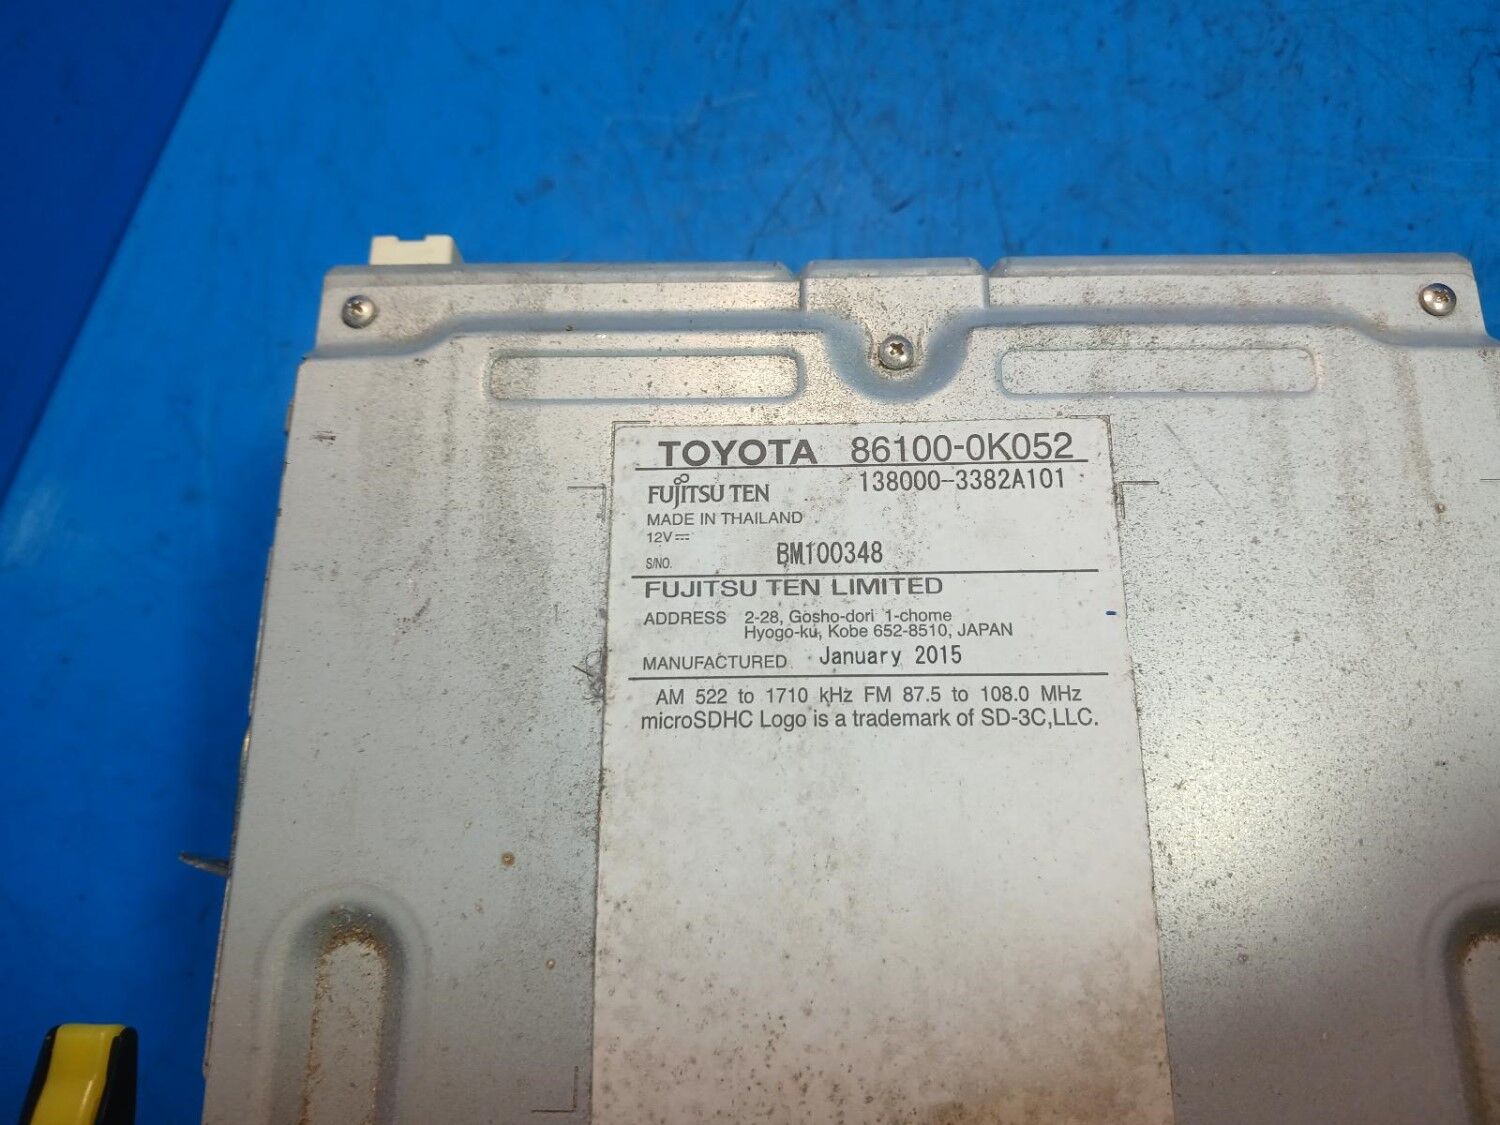 TOYOTA 86100-0K052
FUJITSU TEN 138000-3382A101
MADE IN THAILAND
12V⎓
S/NO. BM100348
FUJITSU TEN LIMITED
ADDRESS 2-28, Gosho-dori 1-chome
Hyogo-ku, Kobe 652-8510, JAPAN
MANUFACTURED January 2015
AM 522 to 1710 kHz FM 87.5 to 108.0 MHz
microSDHC Logo is a trademark of SD-3C,LLC.